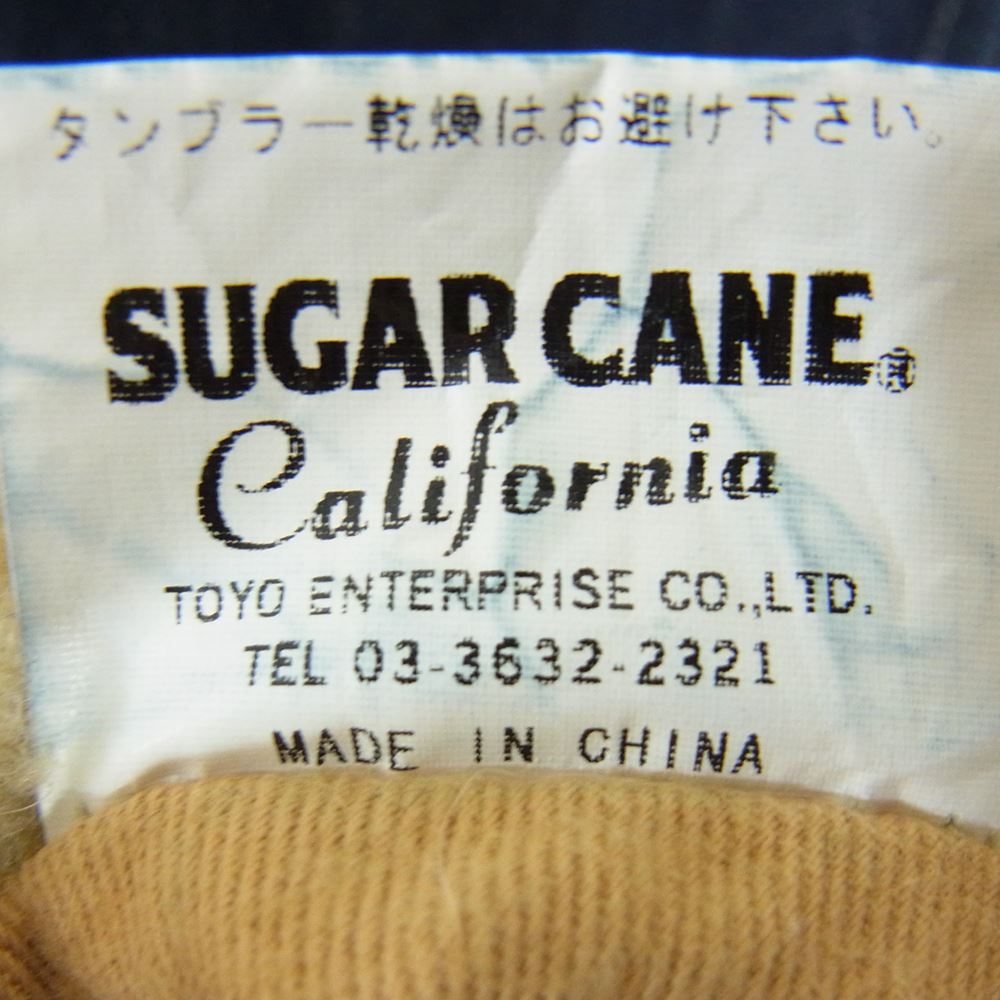 タンブラー乾燥はお避け下さい。
SUGAR CANE®
California
TOYO ENTERPRISE CO.,LTD.
TEL 03-3632-2321
MADE IN CHINA